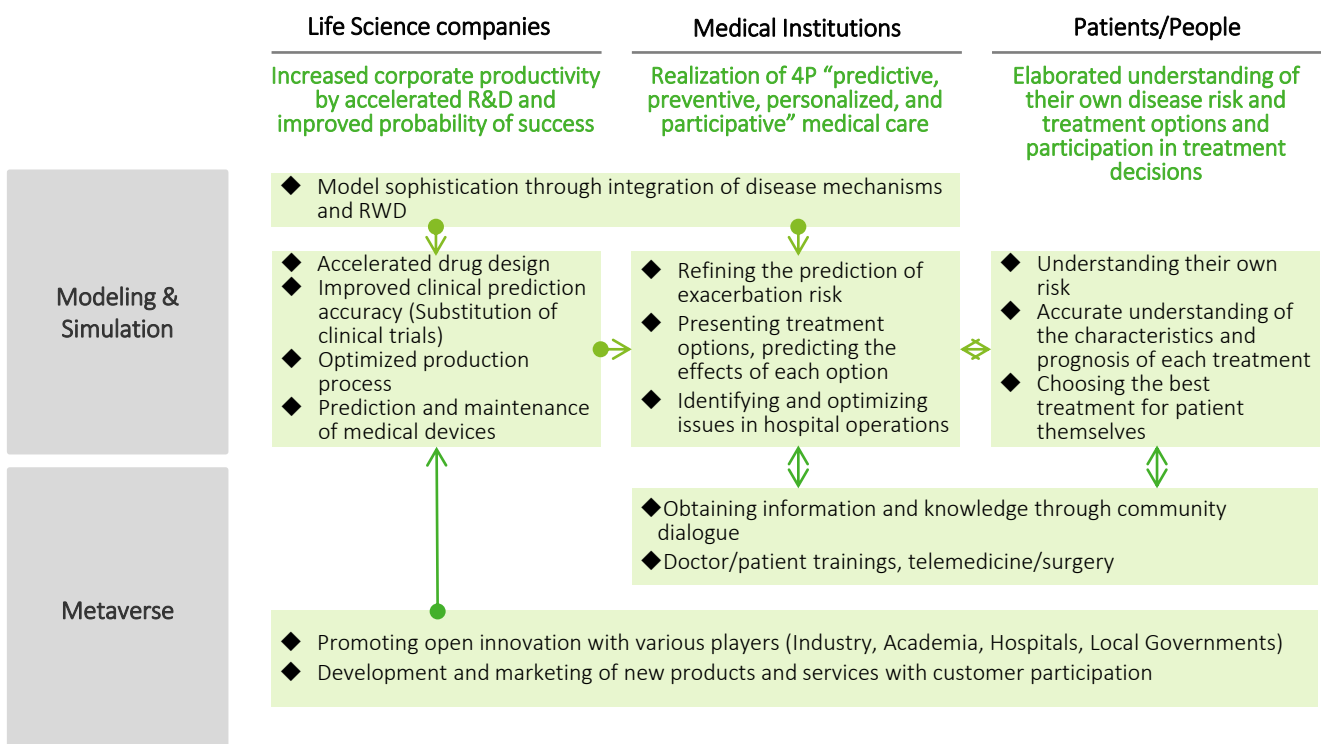 Life Science companies
Medical Institutions
Patients/People
Increased corporate productivity
by accelerated R&D and
improved probability of success
Realization of 4P “predictive,
preventive, personalized, and
participative” medical care
Elaborated understanding of
their own disease risk and
treatment options and
participation in treatment
decisions
Modeling &
Simulation
◆ Model sophistication through integration of disease mechanisms
and RWD
◆ Accelerated drug design
◆ Improved clinical prediction
accuracy (Substitution of
clinical trials)
◆ Optimized production
process
◆ Prediction and maintenance
of medical devices
◆ Refining the prediction of
exacerbation risk
◆ Presenting treatment
options, predicting the
effects of each option
◆ Identifying and optimizing
issues in hospital operations
◆ Understanding their own
risk
◆ Accurate understanding of
the characteristics and
prognosis of each treatment
◆ Choosing the best
treatment for patient
themselves
Metaverse
◆Obtaining information and knowledge through community
dialogue
◆Doctor/patient trainings, telemedicine/surgery
◆ Promoting open innovation with various players (Industry, Academia, Hospitals, Local Governments)
◆ Development and marketing of new products and services with customer participation